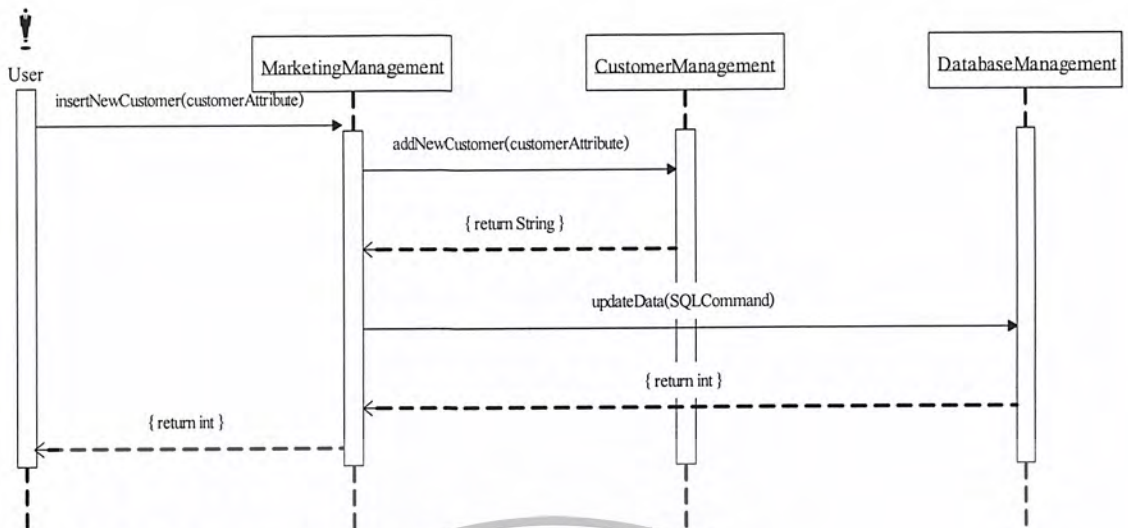 User
MarketingManagement
CustomerManagement
DatabaseManagement
insertNewCustomer(customerAttribute)
addNewCustomer(customerAttribute)
{ return String }
updateData(SQLCommand)
{ return int }
{ return int }